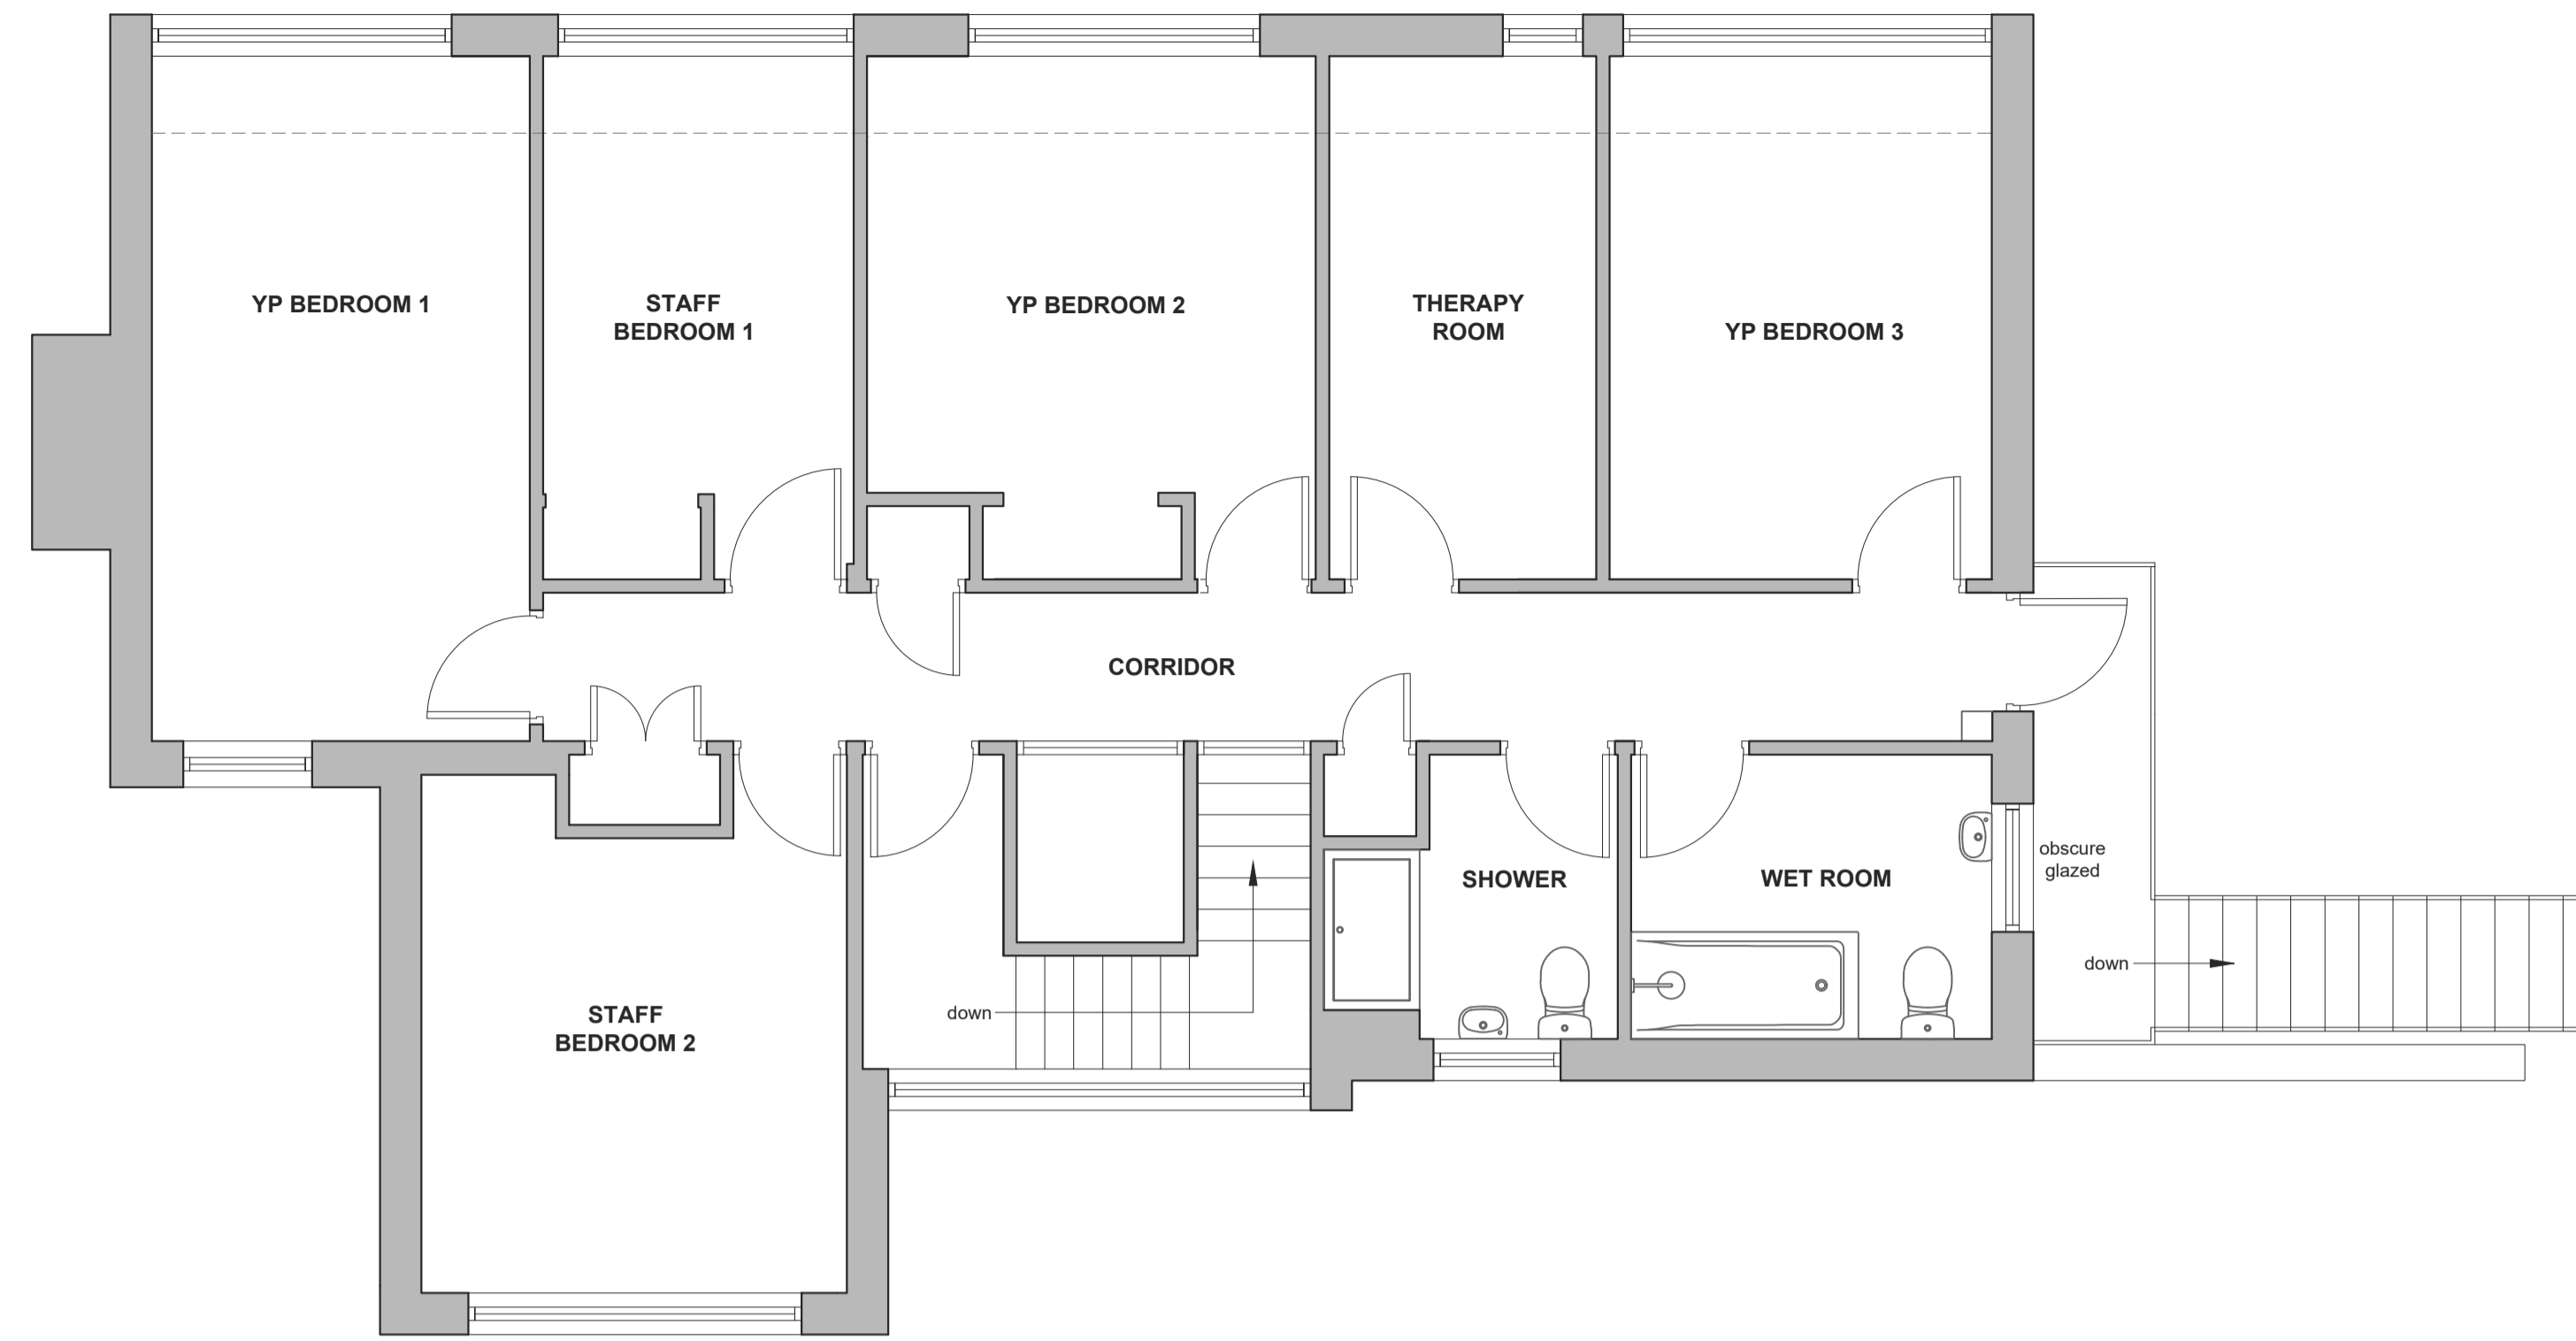 YP BEDROOM 1
STAFF
BEDROOM 1
YP BEDROOM 2
THERAPY
ROOM
YP BEDROOM 3
CORRIDOR
SHOWER
WET ROOM
obscure
glazed
down
STAFF
BEDROOM 2
down